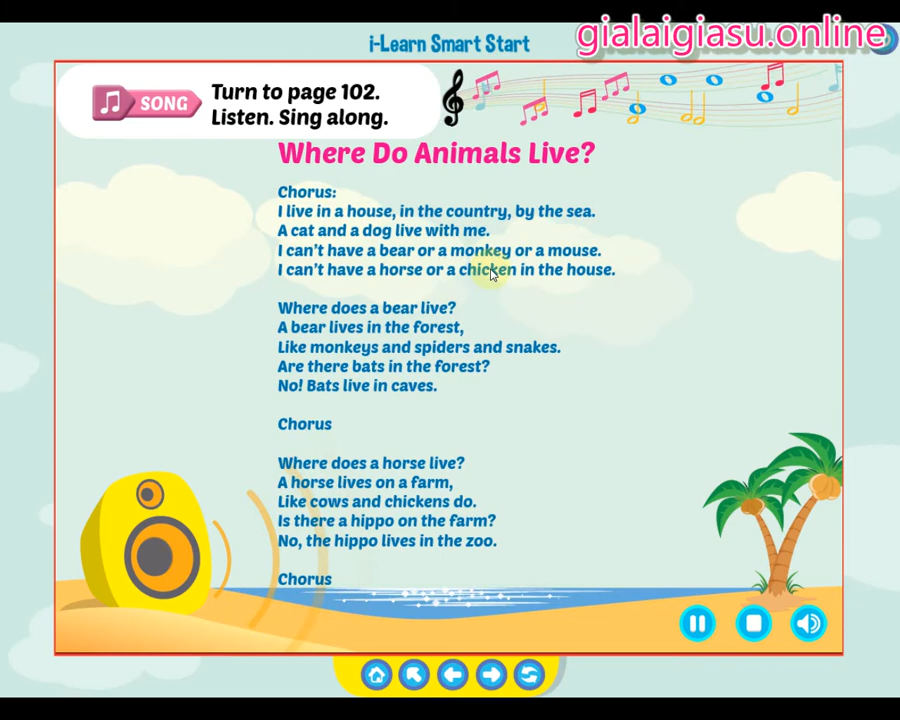 i-Learn Smart Start
gialaigiasu.online
SONG
Turn to page 102.
Listen. Sing along.
Where Do Animals Live?
Chorus:
I live in a house, in the country, by the sea.
A cat and a dog live with me.
I can't have a bear or a monkey or a mouse.
I can't have a horse or a chicken in the house.
Where does a bear live?
A bear lives in the forest,
Like monkeys and spiders and snakes.
Are there bats in the forest?
No! Bats live in caves.
Chorus
Where does a horse live?
A horse lives on a farm,
Like cows and chickens do.
Is there a hippo on the farm?
No, the hippo lives in the zoo.
Chorus